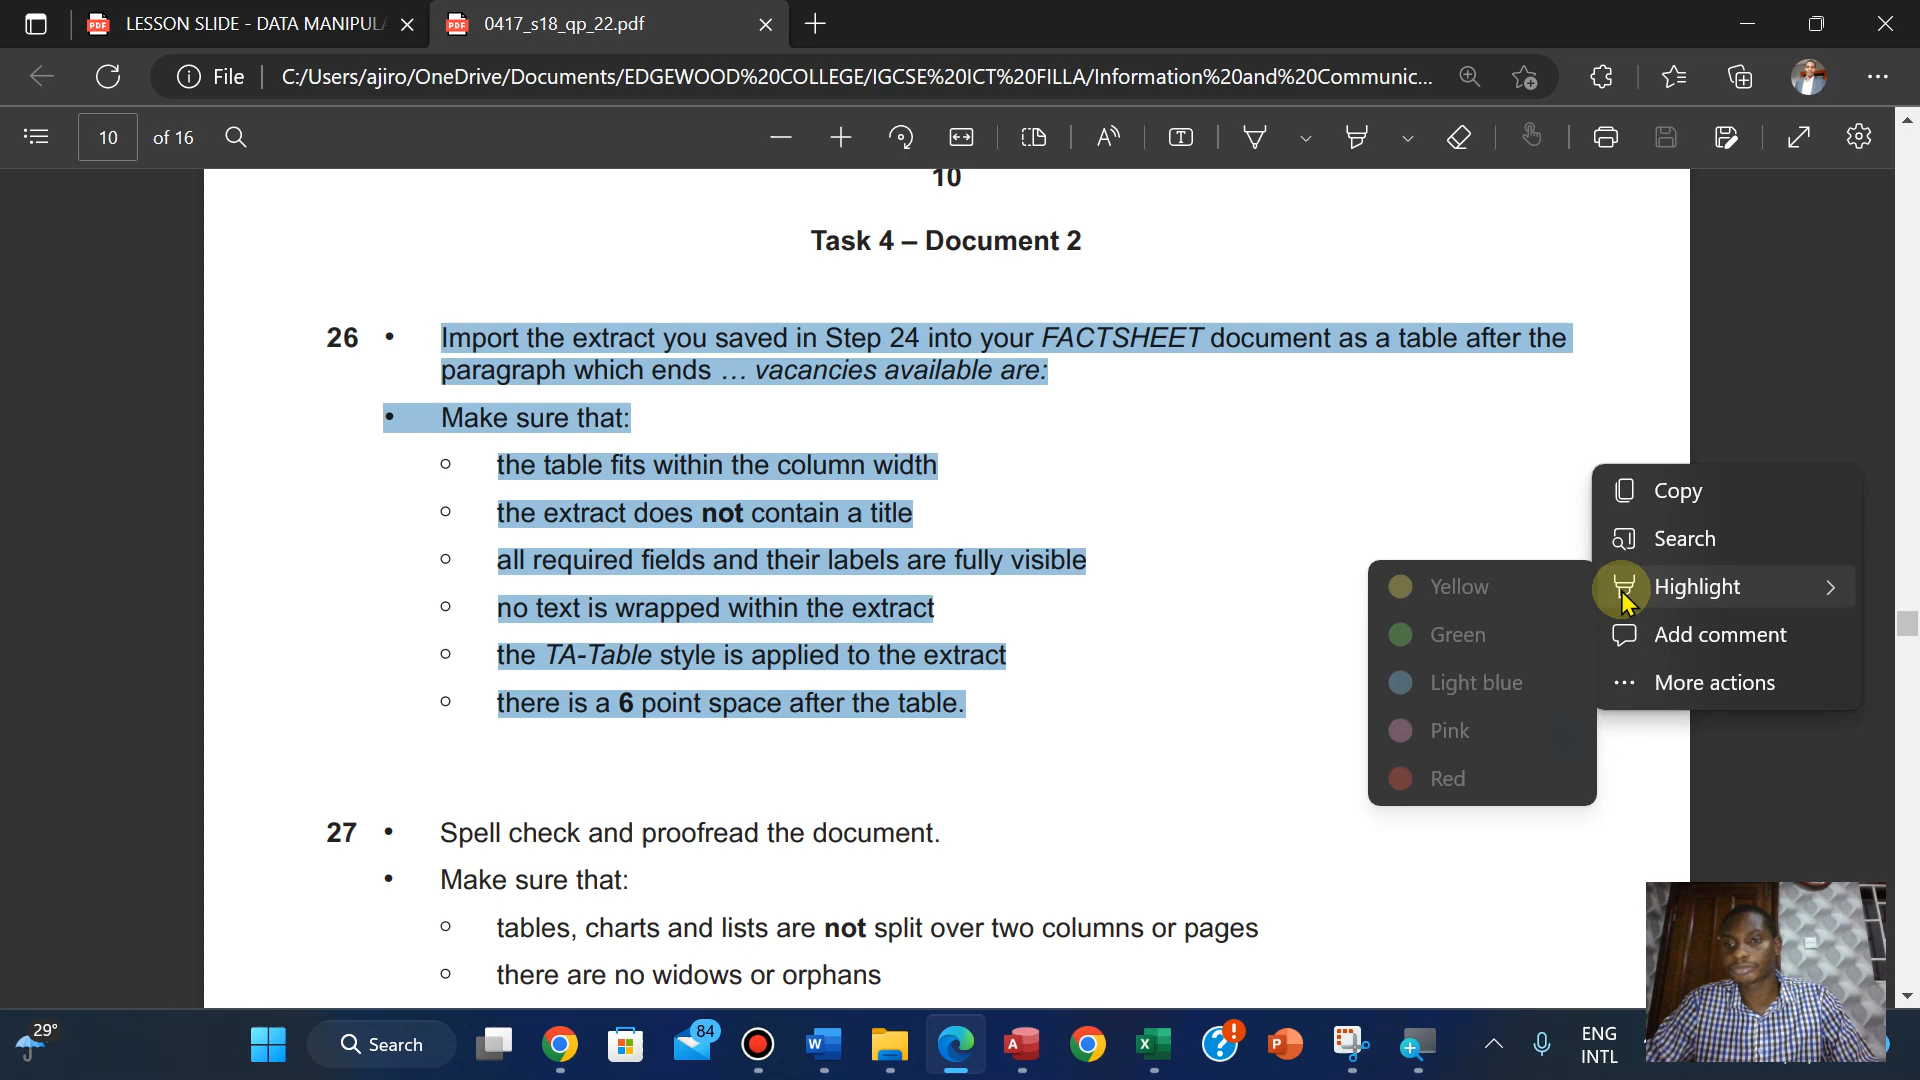 LESSON SLIDE - DATA MANIPUL
0417_s18_qp_22.pdf
File
C:/Users/ajiro/OneDrive/Documents/EDGEWOOD%20COLLEGE/IGCSE%20ICT%20FILLA/Information%20and%20Communic...
10 of 16
10
Task 4 – Document 2
26 • Import the extract you saved in Step 24 into your FACTSHEET document as a table after the
paragraph which ends … vacancies available are:
• Make sure that:
○ the table fits within the column width
○ the extract does not contain a title
○ all required fields and their labels are fully visible
○ no text is wrapped within the extract
○ the TA-Table style is applied to the extract
○ there is a 6 point space after the table.
27 • Spell check and proofread the document.
• Make sure that:
○ tables, charts and lists are not split over two columns or pages
○ there are no widows or orphans
Copy
Search
Highlight
Add comment
More actions
Yellow
Green
Light blue
Pink
Red
29°
Search
84
ENG
INTL